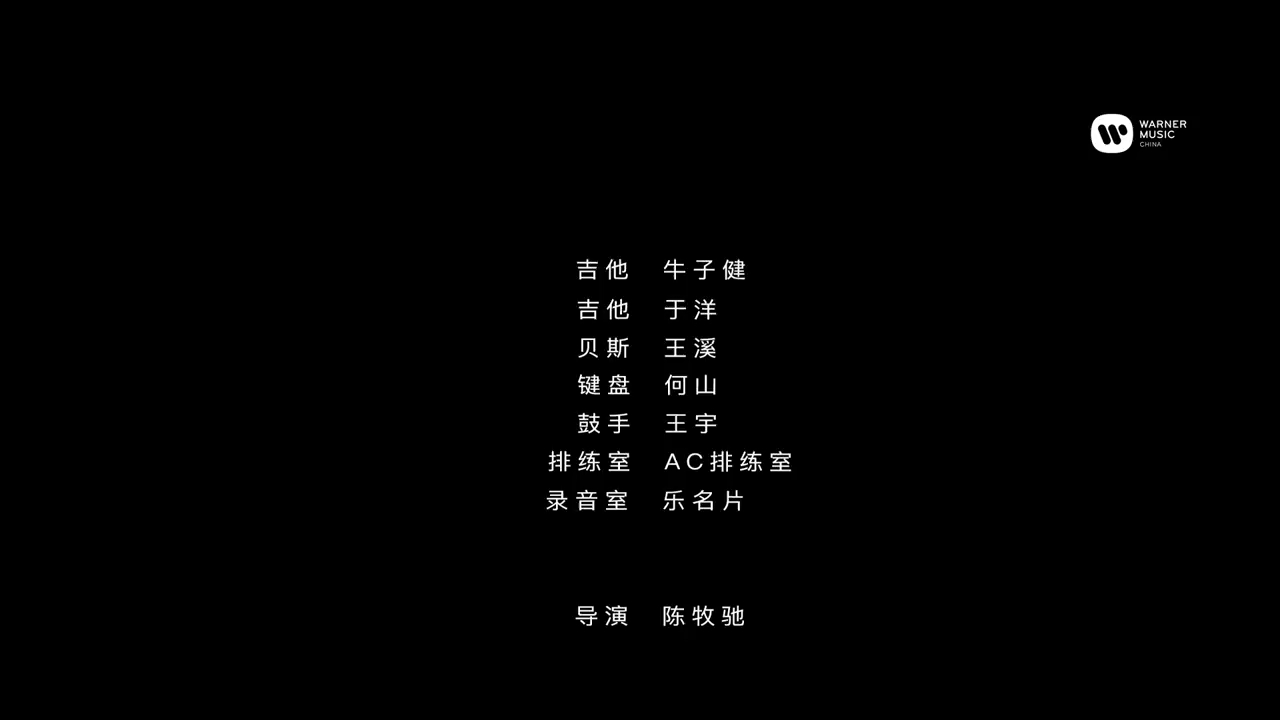 WARNER
MUSIC
CHINA
吉他 牛子健
吉他 于洋
贝斯 王溪
键盘 何山
鼓手 王宇
排练室 AC排练室
录音室 乐名片
导演 陈牧驰